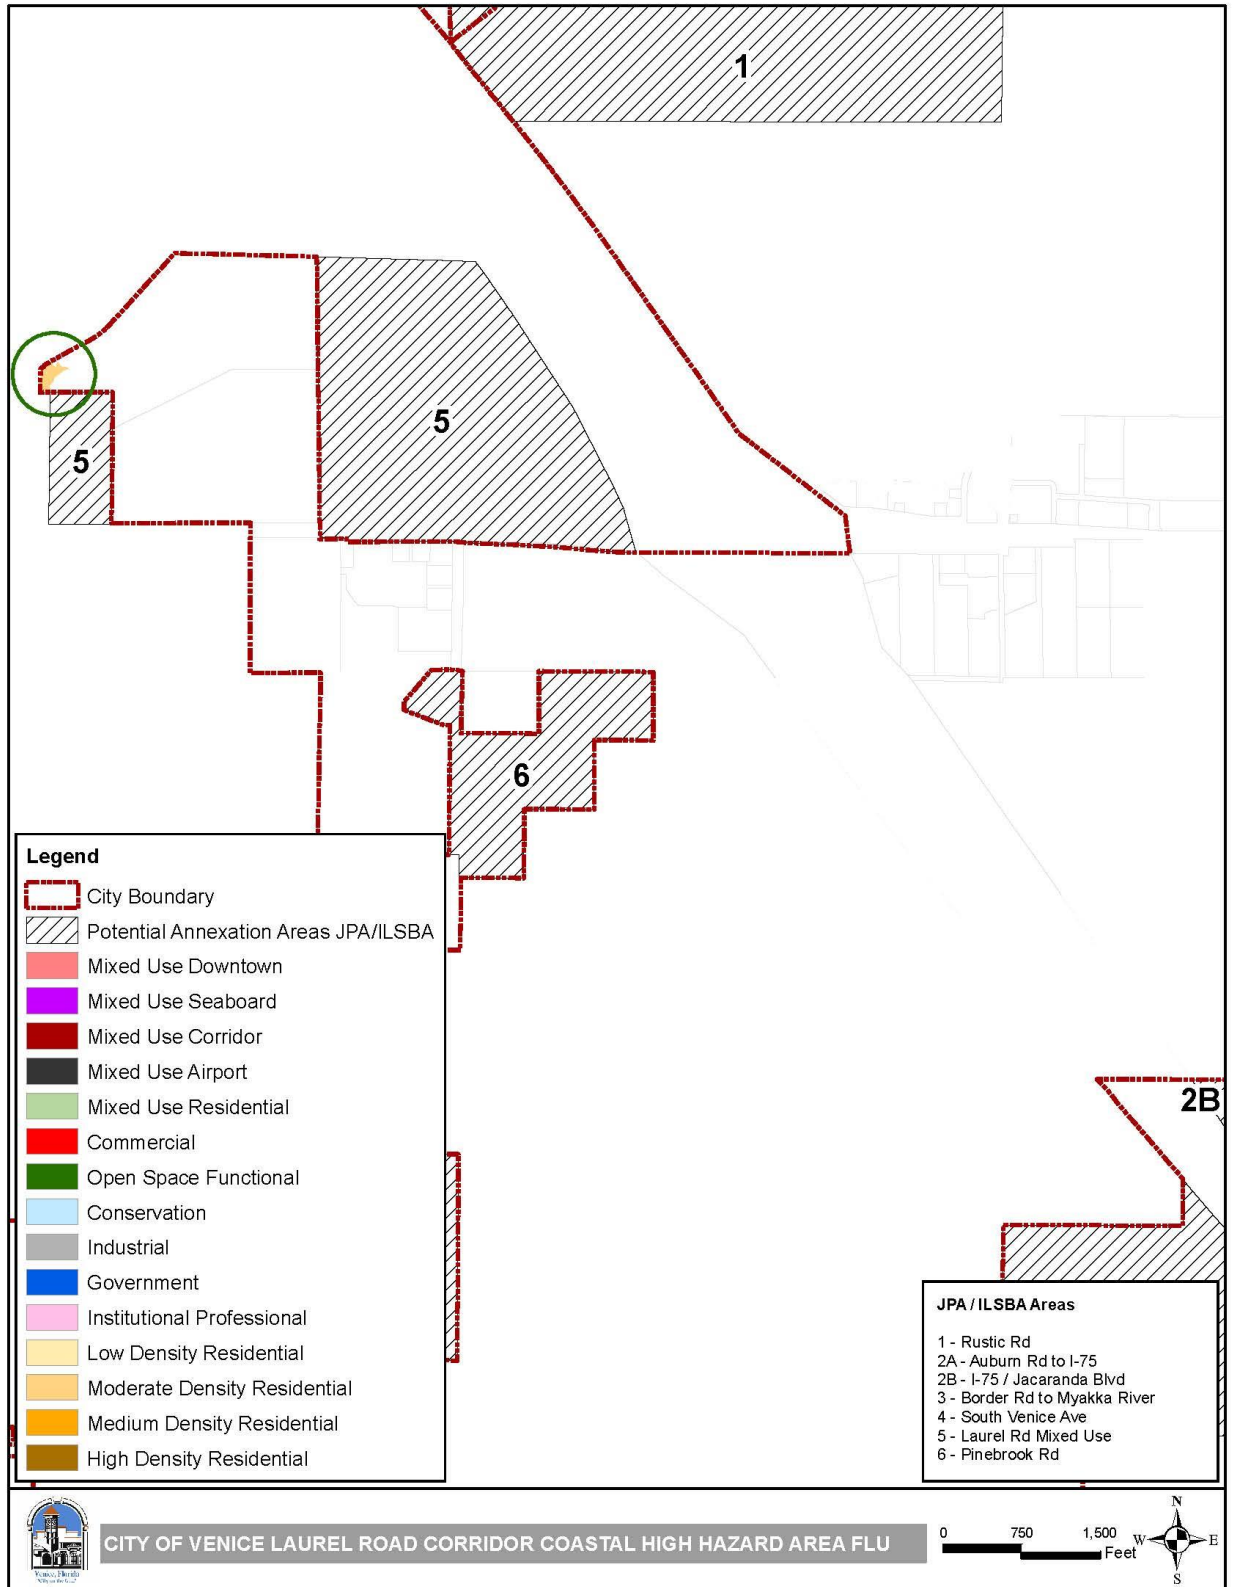 1
5
5
6
2B
Legend
City Boundary
Potential Annexation Areas JPA/ILSBA
Mixed Use Downtown
Mixed Use Seaboard
Mixed Use Corridor
Mixed Use Airport
Mixed Use Residential
Commercial
Open Space Functional
Conservation
Industrial
Government
Institutional Professional
Low Density Residential
Moderate Density Residential
Medium Density Residential
High Density Residential
JPA / ILSBA Areas
1 - Rustic Rd
2A - Auburn Rd to I-75
2B - I-75 / Jacaranda Blvd
3 - Border Rd to Myakka River
4 - South Venice Ave
5 - Laurel Rd Mixed Use
6 - Pinebrook Rd
Venice, Florida
CITY OF VENICE LAUREL ROAD CORRIDOR COASTAL HIGH HAZARD AREA FLU
0 750 1,500
Feet
N
W E
S